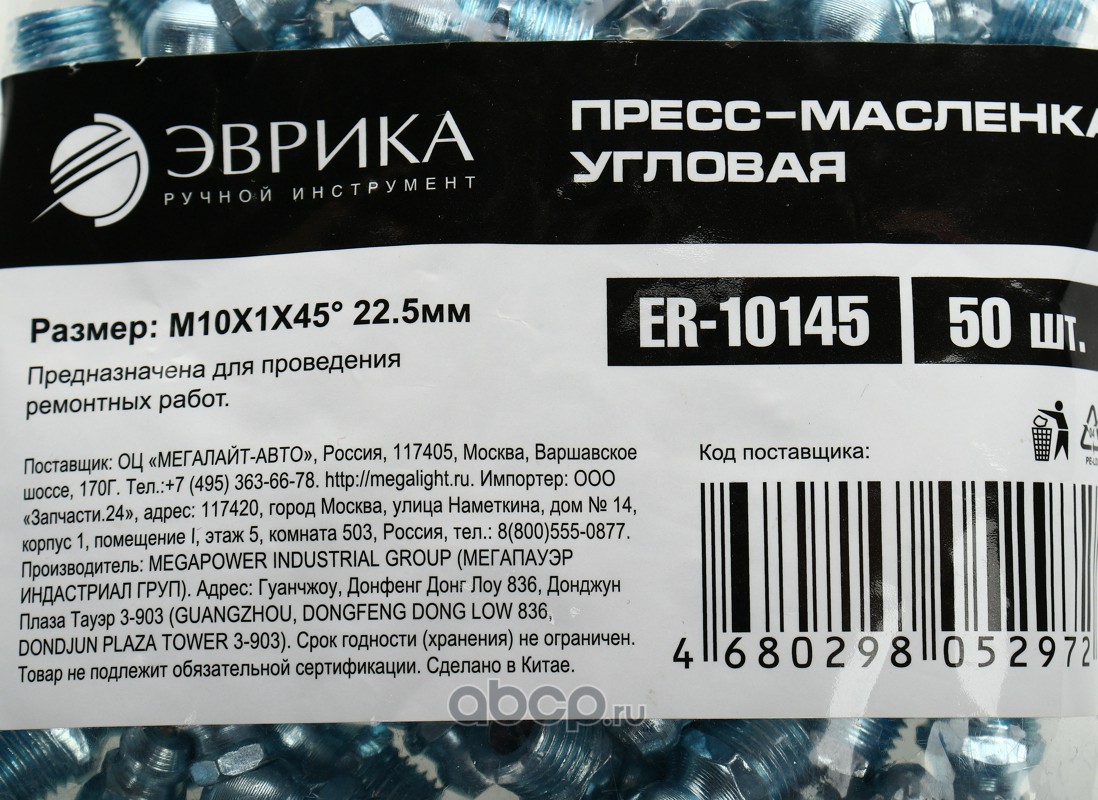 ЭВРИКА
РУЧНОЙ ИНСТРУМЕНТ
ПРЕСС-МАСЛЕНКА
УГЛОВАЯ
Размер: М10Х1Х45° 22.5мм
ER-10145
50 шт.
Предназначена для проведения
ремонтных работ.
Поставщик: ОЦ «МЕГАЛАЙТ-АВТО», Россия, 117405, Москва, Варшавское
шоссе, 170Г. Тел.:+7 (495) 363-66-78. http://megalight.ru. Импортер: ООО
«Запчасти.24», адрес: 117420, город Москва, улица Наметкина, дом № 14,
корпус 1, помещение I, этаж 5, комната 503, Россия, тел.: 8(800)555-0877.
Производитель: MEGAPOWER INDUSTRIAL GROUP (МЕГАПАУЭР
ИНДАСТРИАЛ ГРУП). Адрес: Гуанчжоу, Донфенг Донг Лоу 836, Донджун
Плаза Тауэр 3-903 (GUANGZHOU, DONGFENG DONG LOW 836,
DONDJUN PLAZA TOWER 3-903). Срок годности (хранения) не ограничен.
Товар не подлежит обязательной сертификации. Сделано в Китае.
Код поставщика:
4 680298 052972
abcp.ru